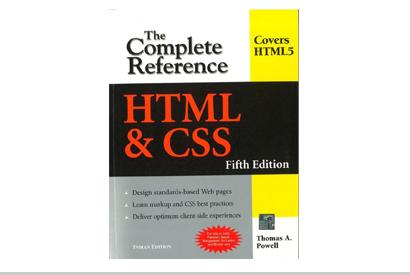 The
Complete
Reference
Covers
HTML5
HTML
& CSS
Fifth Edition
Design standards-based Web pages
Learn markup and CSS best practices
Deliver optimum client-side experiences
INDIAN EDITION
Thomas A.
Powell